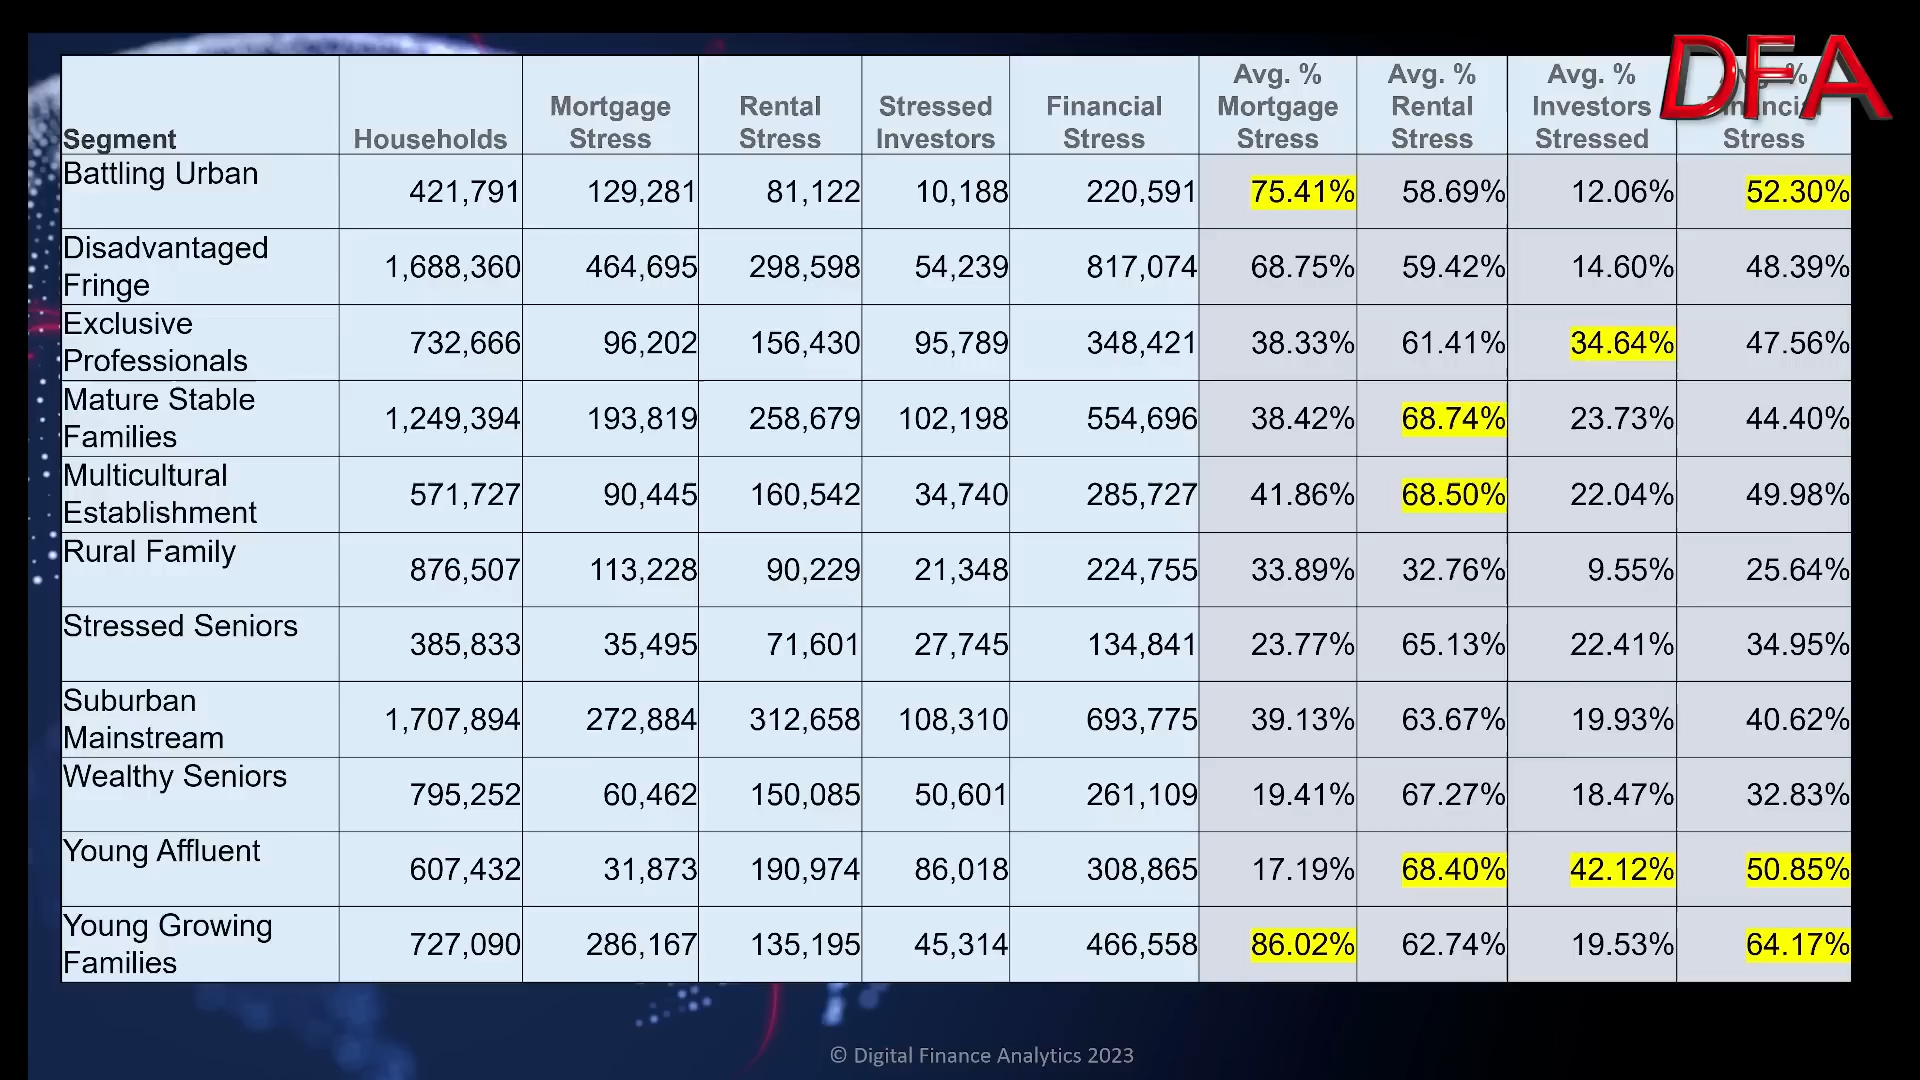 DFA
Segment Households Mortgage Stress Rental Stress Stressed Investors Financial Stress Avg. % Mortgage Stress Avg. % Rental Stress Avg. % Investors Stressed % Stress
Battling Urban 421,791 129,281 81,122 10,188 220,591 75.41% 58.69% 12.06% 52.30%
Disadvantaged Fringe 1,688,360 464,695 298,598 54,239 817,074 68.75% 59.42% 14.60% 48.39%
Exclusive Professionals 732,666 96,202 156,430 95,789 348,421 38.33% 61.41% 34.64% 47.56%
Mature Stable Families 1,249,394 193,819 258,679 102,198 554,696 38.42% 68.74% 23.73% 44.40%
Multicultural Establishment 571,727 90,445 160,542 34,740 285,727 41.86% 68.50% 22.04% 49.98%
Rural Family 876,507 113,228 90,229 21,348 224,755 33.89% 32.76% 9.55% 25.64%
Stressed Seniors 385,833 35,495 71,601 27,745 134,841 23.77% 65.13% 22.41% 34.95%
Suburban Mainstream 1,707,894 272,884 312,658 108,310 693,775 39.13% 63.67% 19.93% 40.62%
Wealthy Seniors 795,252 60,462 150,085 50,601 261,109 19.41% 67.27% 18.47% 32.83%
Young Affluent 607,432 31,873 190,974 86,018 308,865 17.19% 68.40% 42.12% 50.85%
Young Growing Families 727,090 286,167 135,195 45,314 466,558 86.02% 62.74% 19.53% 64.17%
© Digital Finance Analytics 2023